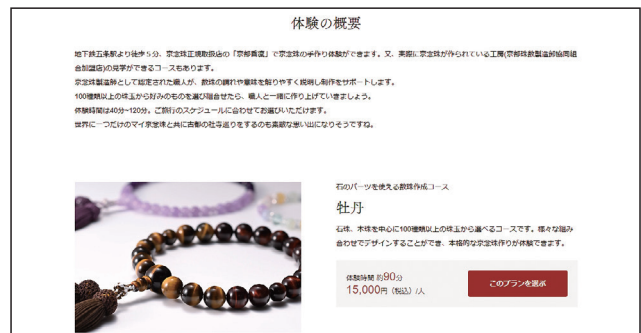 体験の概要
地下鉄五条駅より徒歩5分、京念珠正規取扱店の「京都香凛」で京念珠の手作り体験ができます。又、実際に京念珠が作られている工房(京都珠数製造卸協同組
合加盟店)の見学ができるコースもあります。
京念珠製造師として認定された職人が、数珠の謂れや意味を解りやすく説明し制作をサポートします。
100種類以上の珠玉から好みのものを選び組合せたら、職人と一緒に作り上げていきましょう。
体験時間は40分~120分。ご旅行のスケジュールに合わせてお選びいただけます。
世界に一つだけのマイ京念珠と共に古都の社寺巡りをするのも素敵な思い出になりそうですね。
石のパーツを使える数珠作成コース
牡丹
石珠、木珠を中心に100種類以上の珠玉から選べるコースです。様々な組み
合わせでデザインすることができ、本格的な京念珠作りが体験できます。
体験時間 約90分
15,000円（税込）/人
このプランを選ぶ